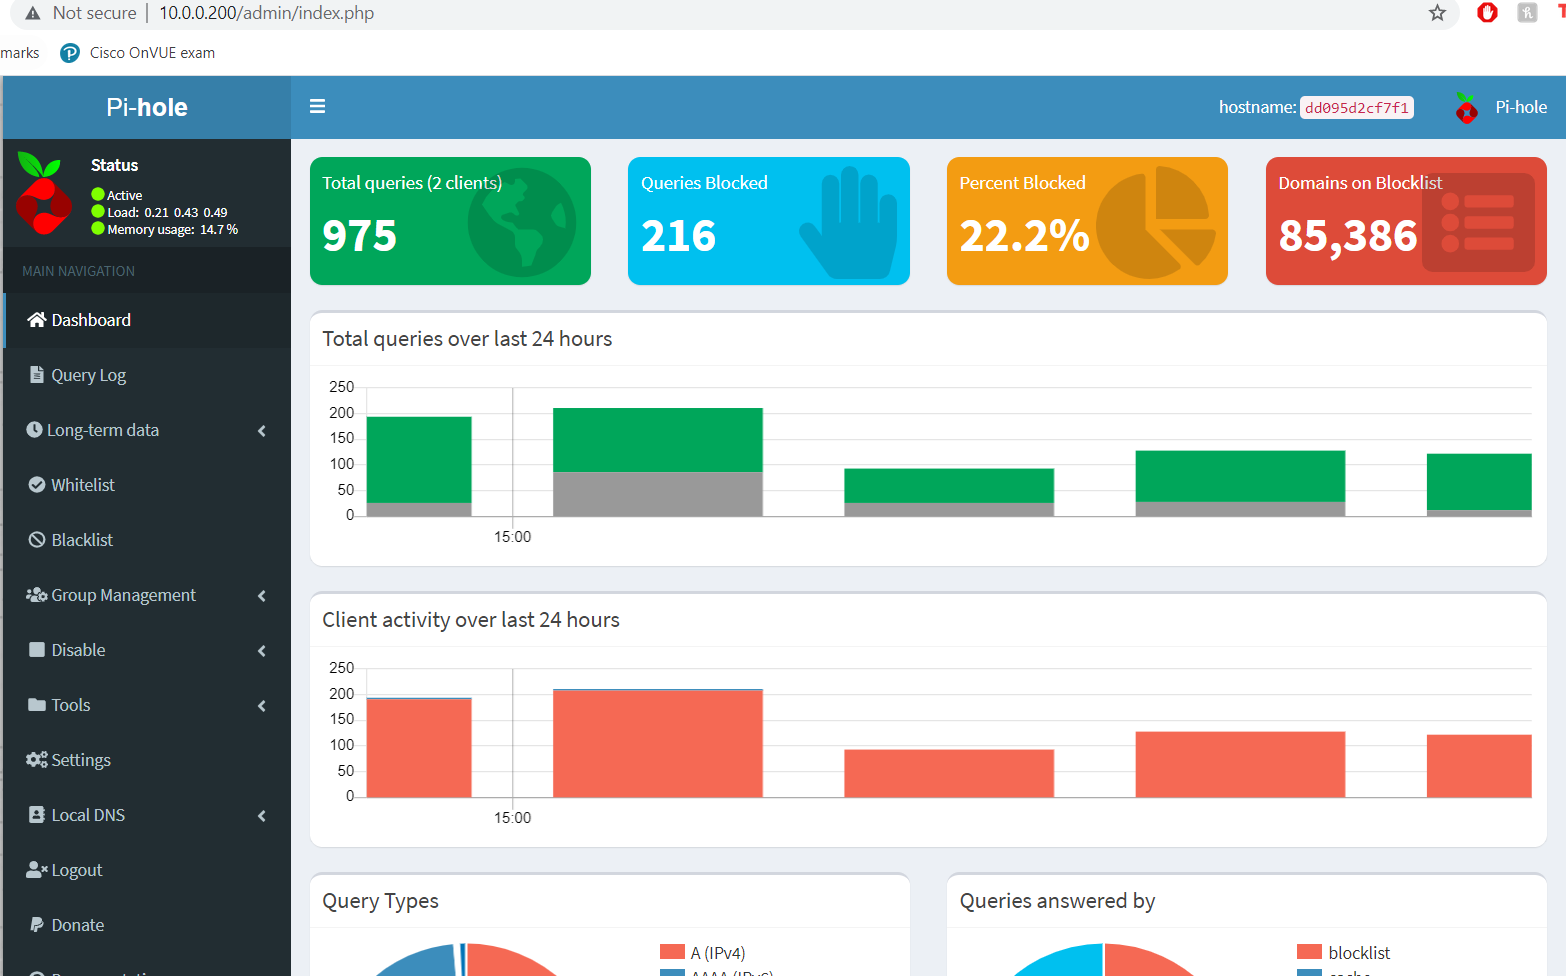 Not secure | 10.0.0.200/admin/index.php
marks Cisco OnVUE exam
Pi-hole
hostname: dd095d2cf7f1 Pi-hole
Status
Active
Load: 0.21 0.43 0.49
Memory usage: 14.7 %
MAIN NAVIGATION
Dashboard
Query Log
Long-term data
Whitelist
Blacklist
Group Management
Disable
Tools
Settings
Local DNS
Logout
Donate
Total queries (2 clients)
975
Queries Blocked
216
Percent Blocked
22.2%
Domains on Blocklist
85,386
Total queries over last 24 hours
250
200
150
100
50
0
15:00
Client activity over last 24 hours
250
200
150
100
50
0
15:00
Query Types
A (IPv4)
AAAA (IPv6)
Queries answered by
blocklist
cache